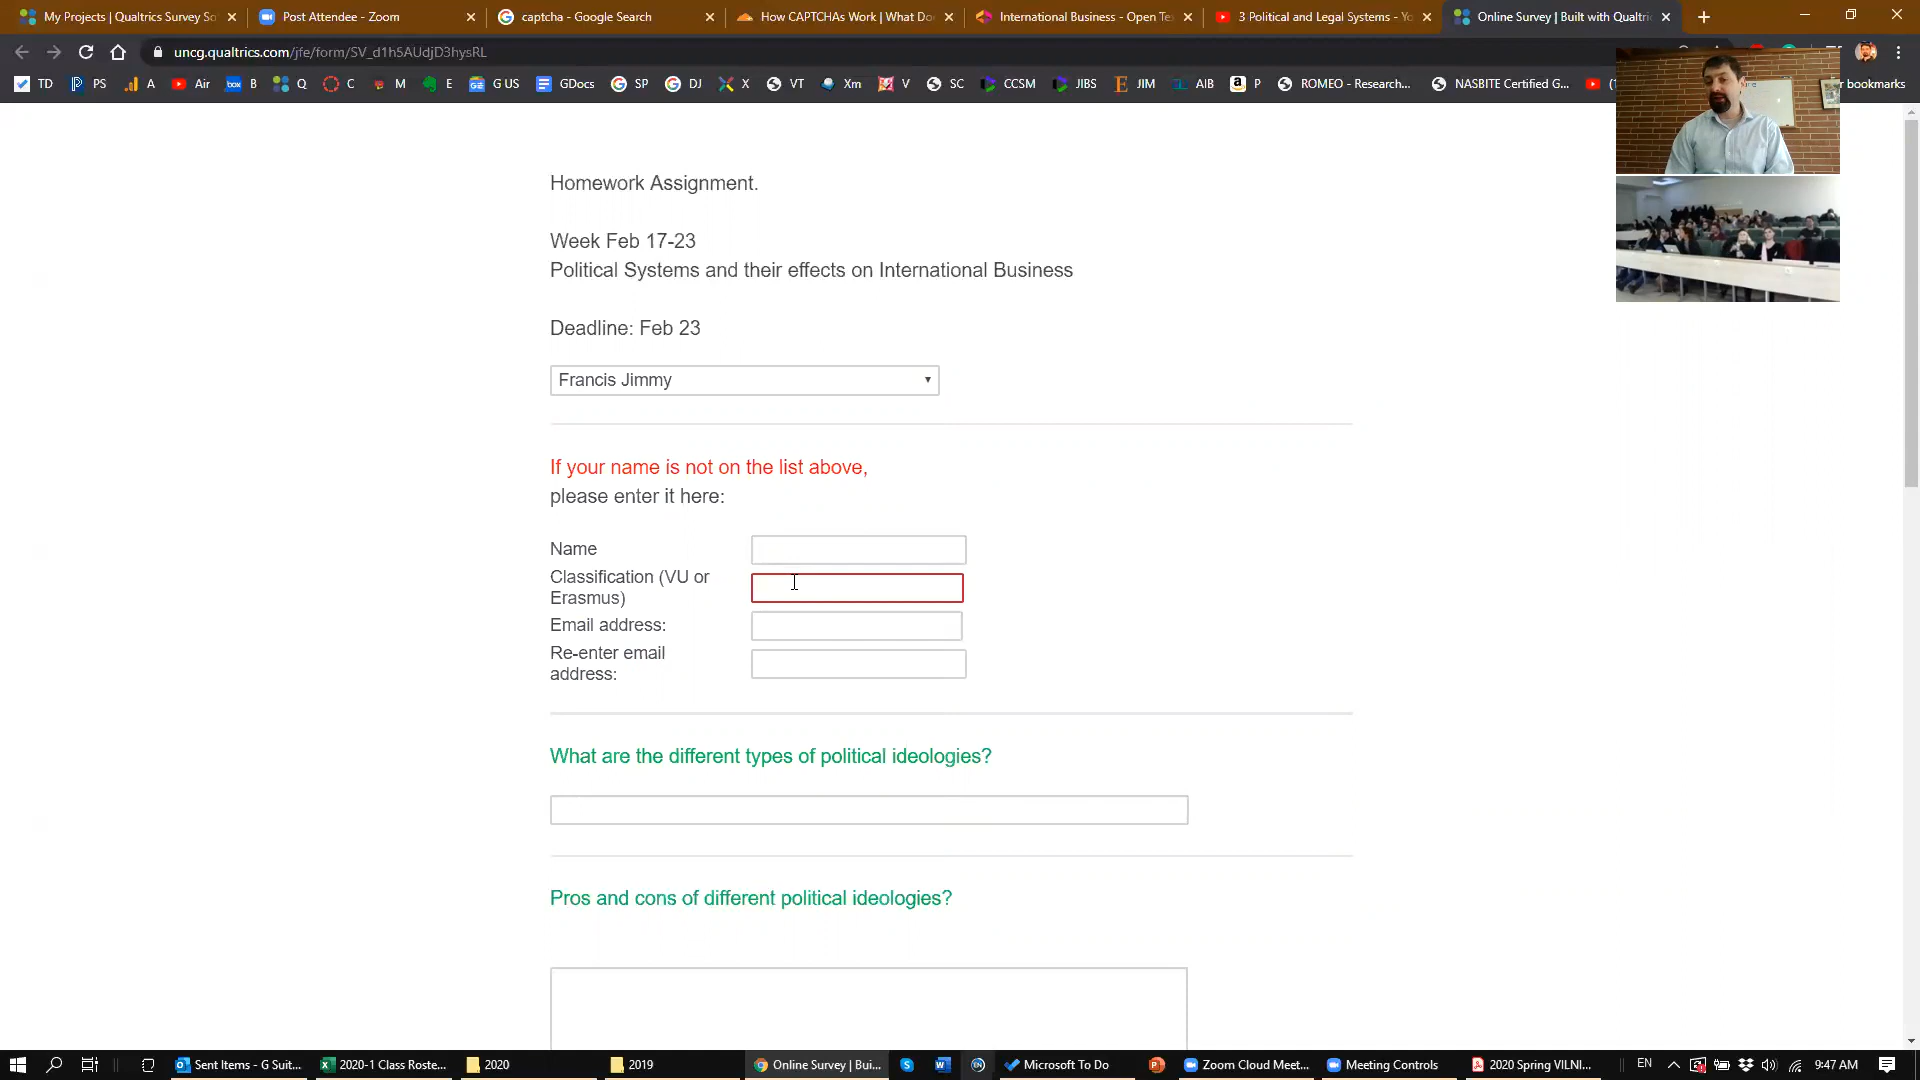 My Projects | Qualtrics Survey So
Post Attendee - Zoom
captcha - Google Search
How CAPTCHAs Work | What Do
International Business - Open Te
3 Political and Legal Systems - Yo
Online Survey | Built with Qualtri
uncg.qualtrics.com/jfe/form/SV_d1h5AUdjD3hysRL
TD
PS
A
Air
B
Q
C
M
E
G US
GDocs
SP
DJ
X
VT
Xm
V
SC
CCSM
JIBS
JIM
AIB
P
ROMEO - Research...
NASBITE Certified G...
r bookmarks
Homework Assignment.
Week Feb 17-23
Political Systems and their effects on International Business
Deadline: Feb 23
Francis Jimmy
If your name is not on the list above,
please enter it here:
Name
Classification (VU or
Erasmus)
Email address:
Re-enter email
address:
What are the different types of political ideologies?
Pros and cons of different political ideologies?
Sent Items - G Suit...
2020-1 Class Roste...
2020
2019
Online Survey | Bui...
Microsoft To Do
Zoom Cloud Meet...
Meeting Controls
2020 Spring VILNI...
EN
9:47 AM